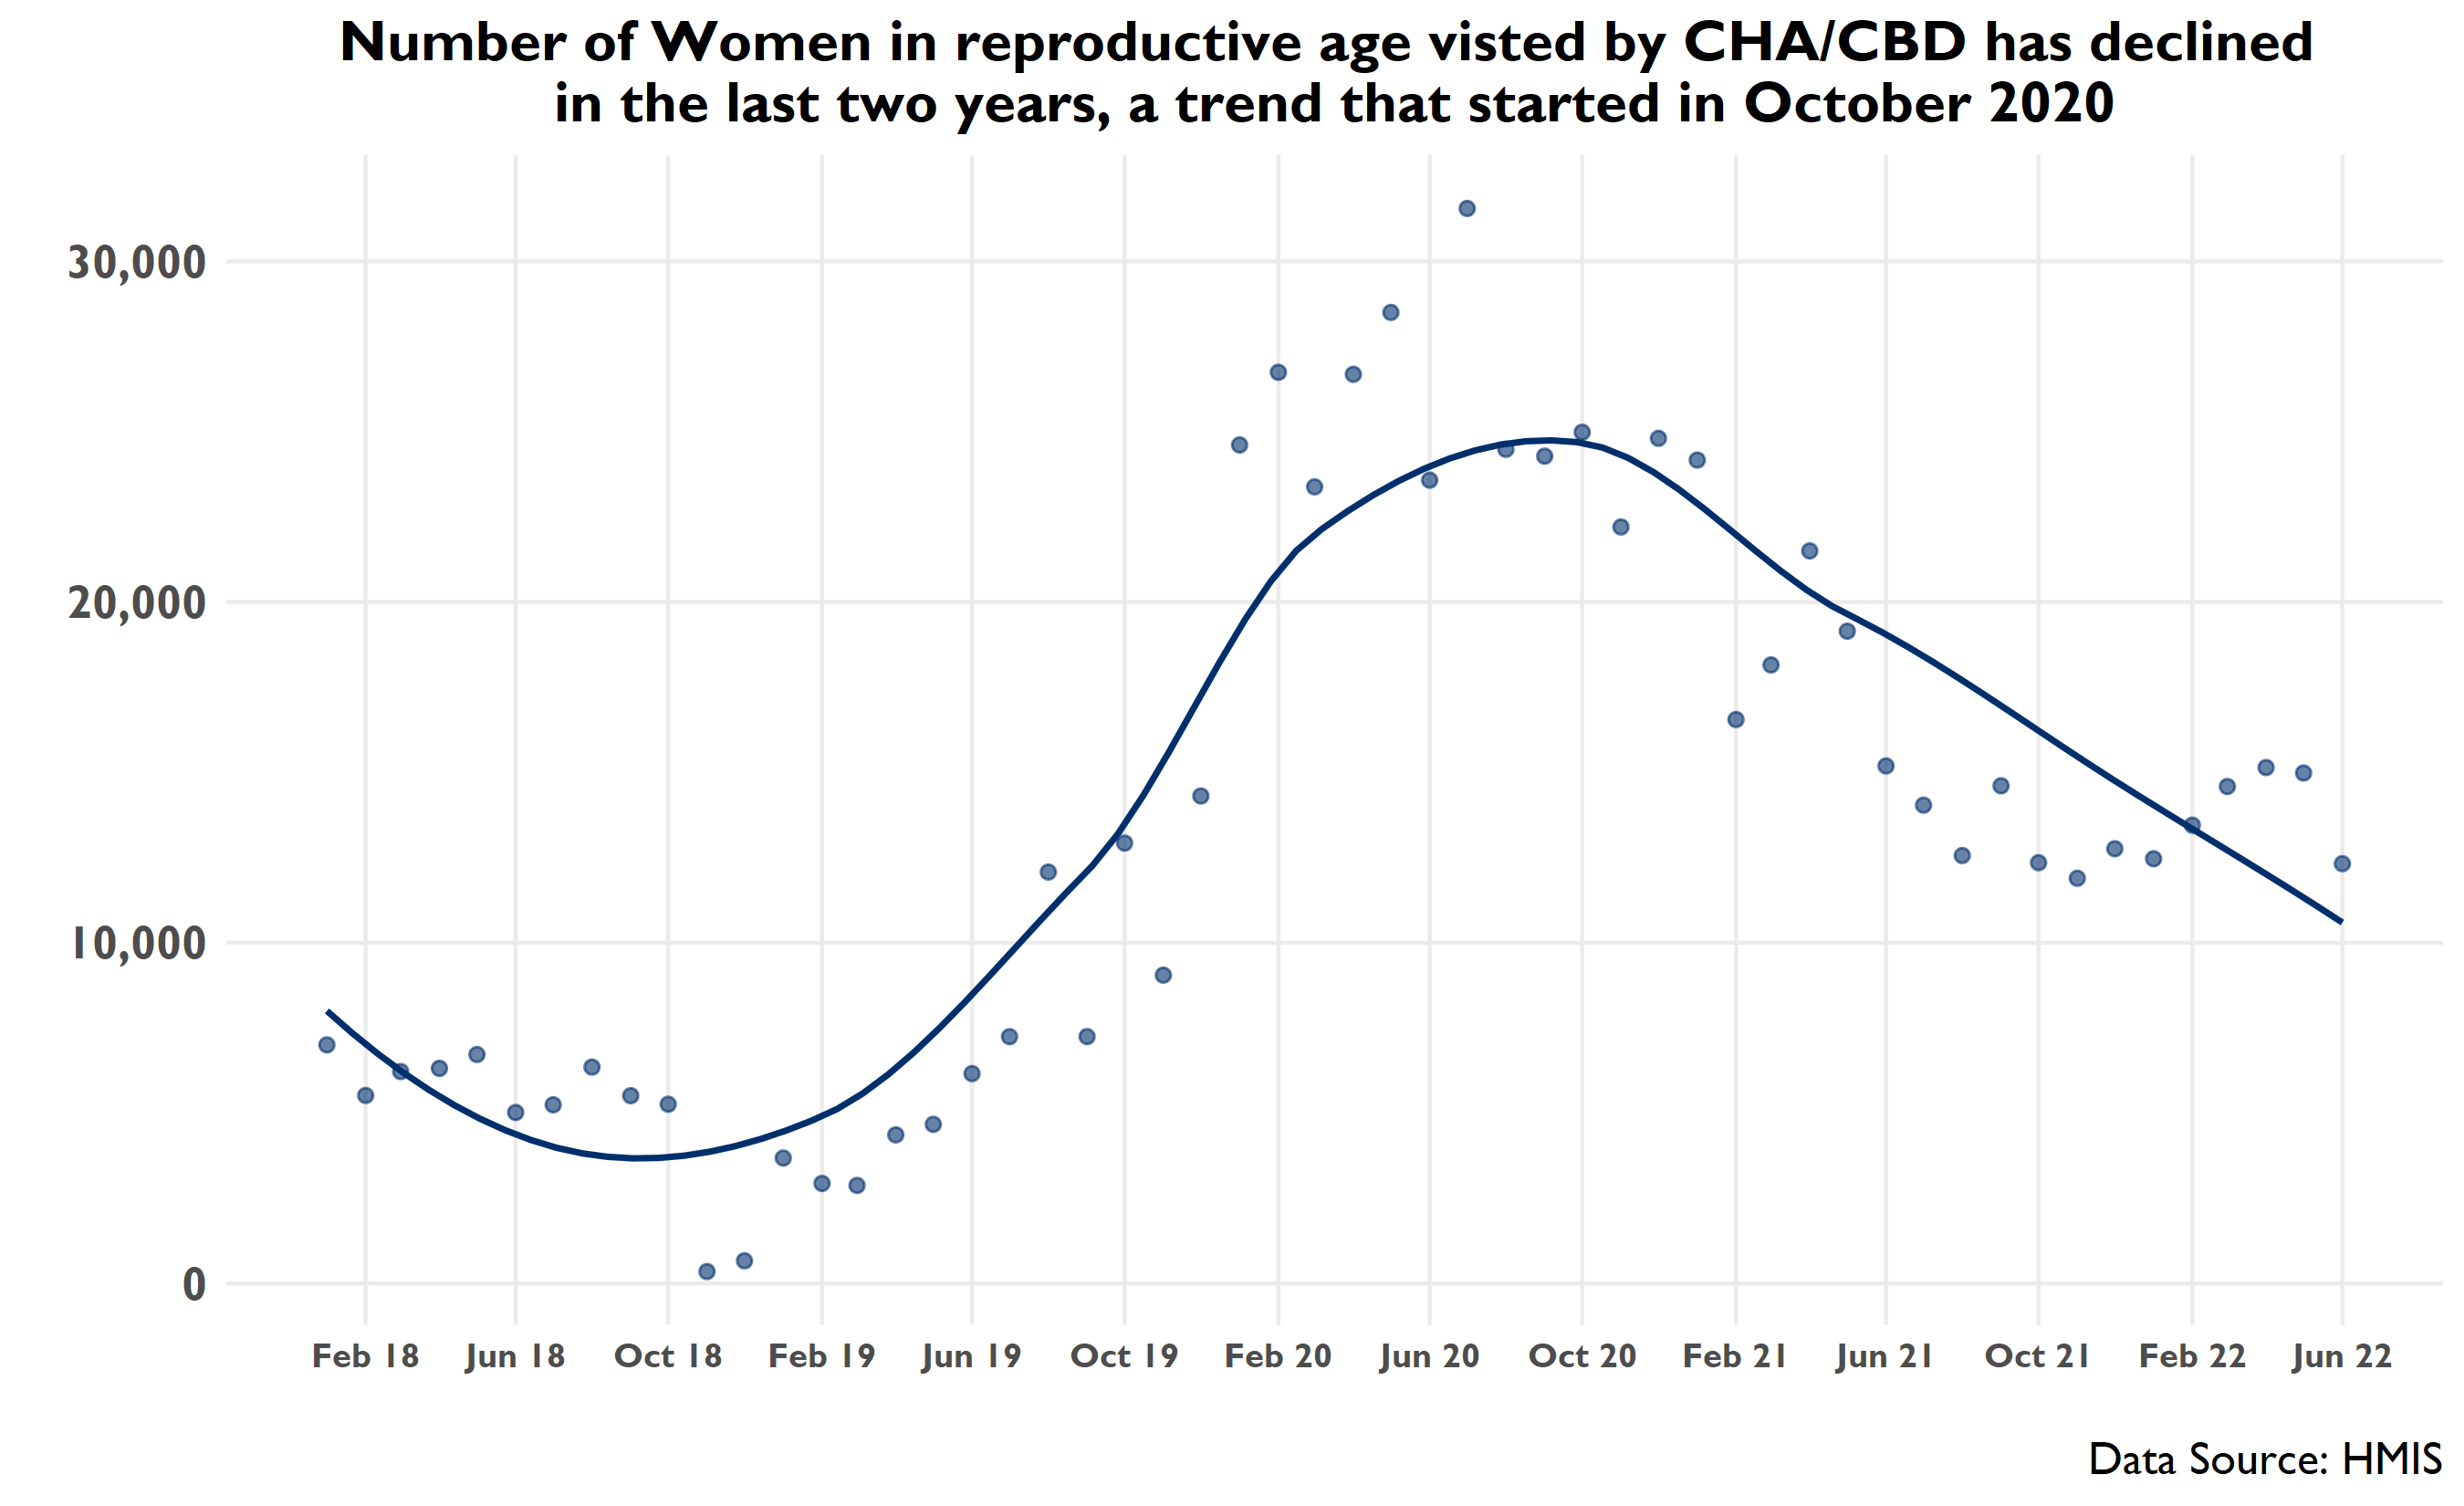 Number of Women in reproductive age visted by CHA/CBD has declined
in the last two years, a trend that started in October 2020
30,000
20,000
10,000
0
Feb 18 Jun 18 Oct 18 Feb 19 Jun 19 Oct 19 Feb 20 Jun 20 Oct 20 Feb 21 Jun 21 Oct 21 Feb 22 Jun 22
Data Source: HMIS